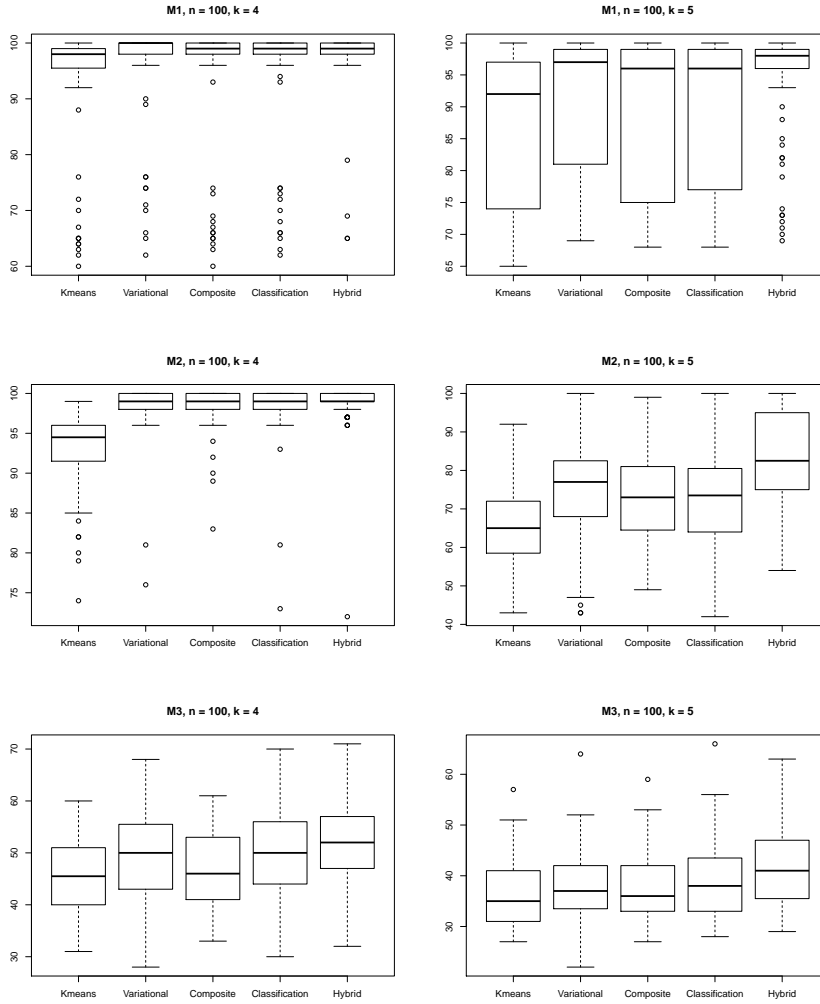 M1, n = 100, k = 4
100
90
80
70
60
Kmeans Variational Composite Classification Hybrid
M1, n = 100, k = 5
100
95
90
85
80
75
70
65
Kmeans Variational Composite Classification Hybrid
M2, n = 100, k = 4
100
95
90
85
80
75
Kmeans Variational Composite Classification Hybrid
M2, n = 100, k = 5
100
90
80
70
60
50
40
Kmeans Variational Composite Classification Hybrid
M3, n = 100, k = 4
70
60
50
40
30
Kmeans Variational Composite Classification Hybrid
M3, n = 100, k = 5
60
50
40
30
Kmeans Variational Composite Classification Hybrid